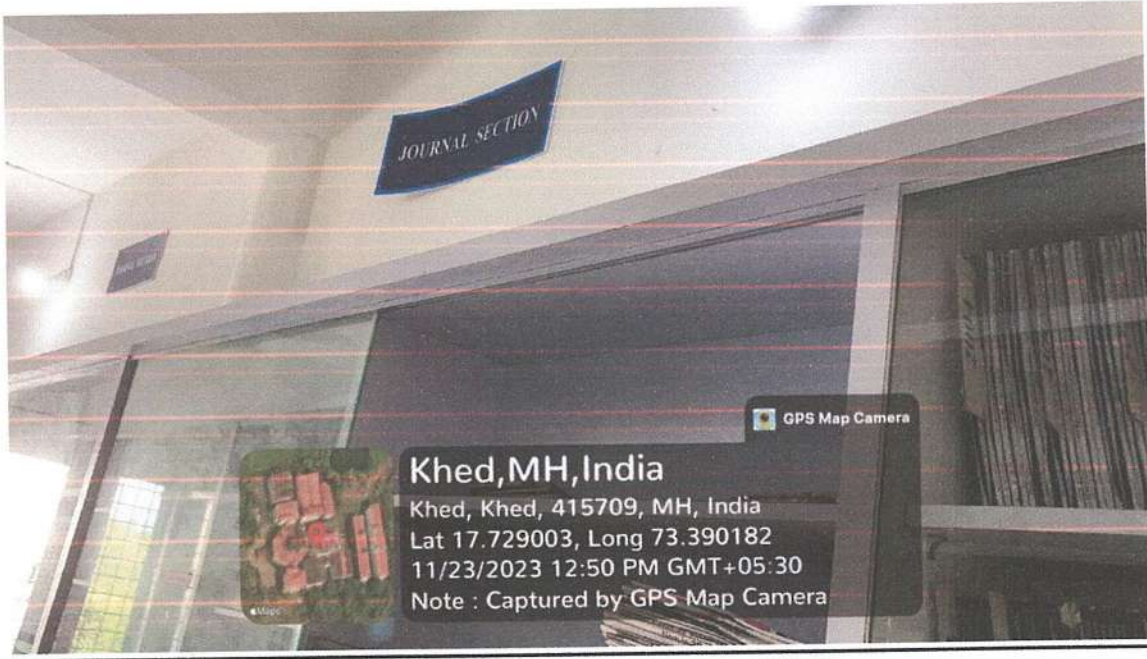 JOURNAL SECTION
GPS Map Camera
Khed,MH,India
Khed, Khed, 415709, MH, India
Lat 17.729003, Long 73.390182
11/23/2023 12:50 PM GMT+05:30
Note : Captured by GPS Map Camera
Maps